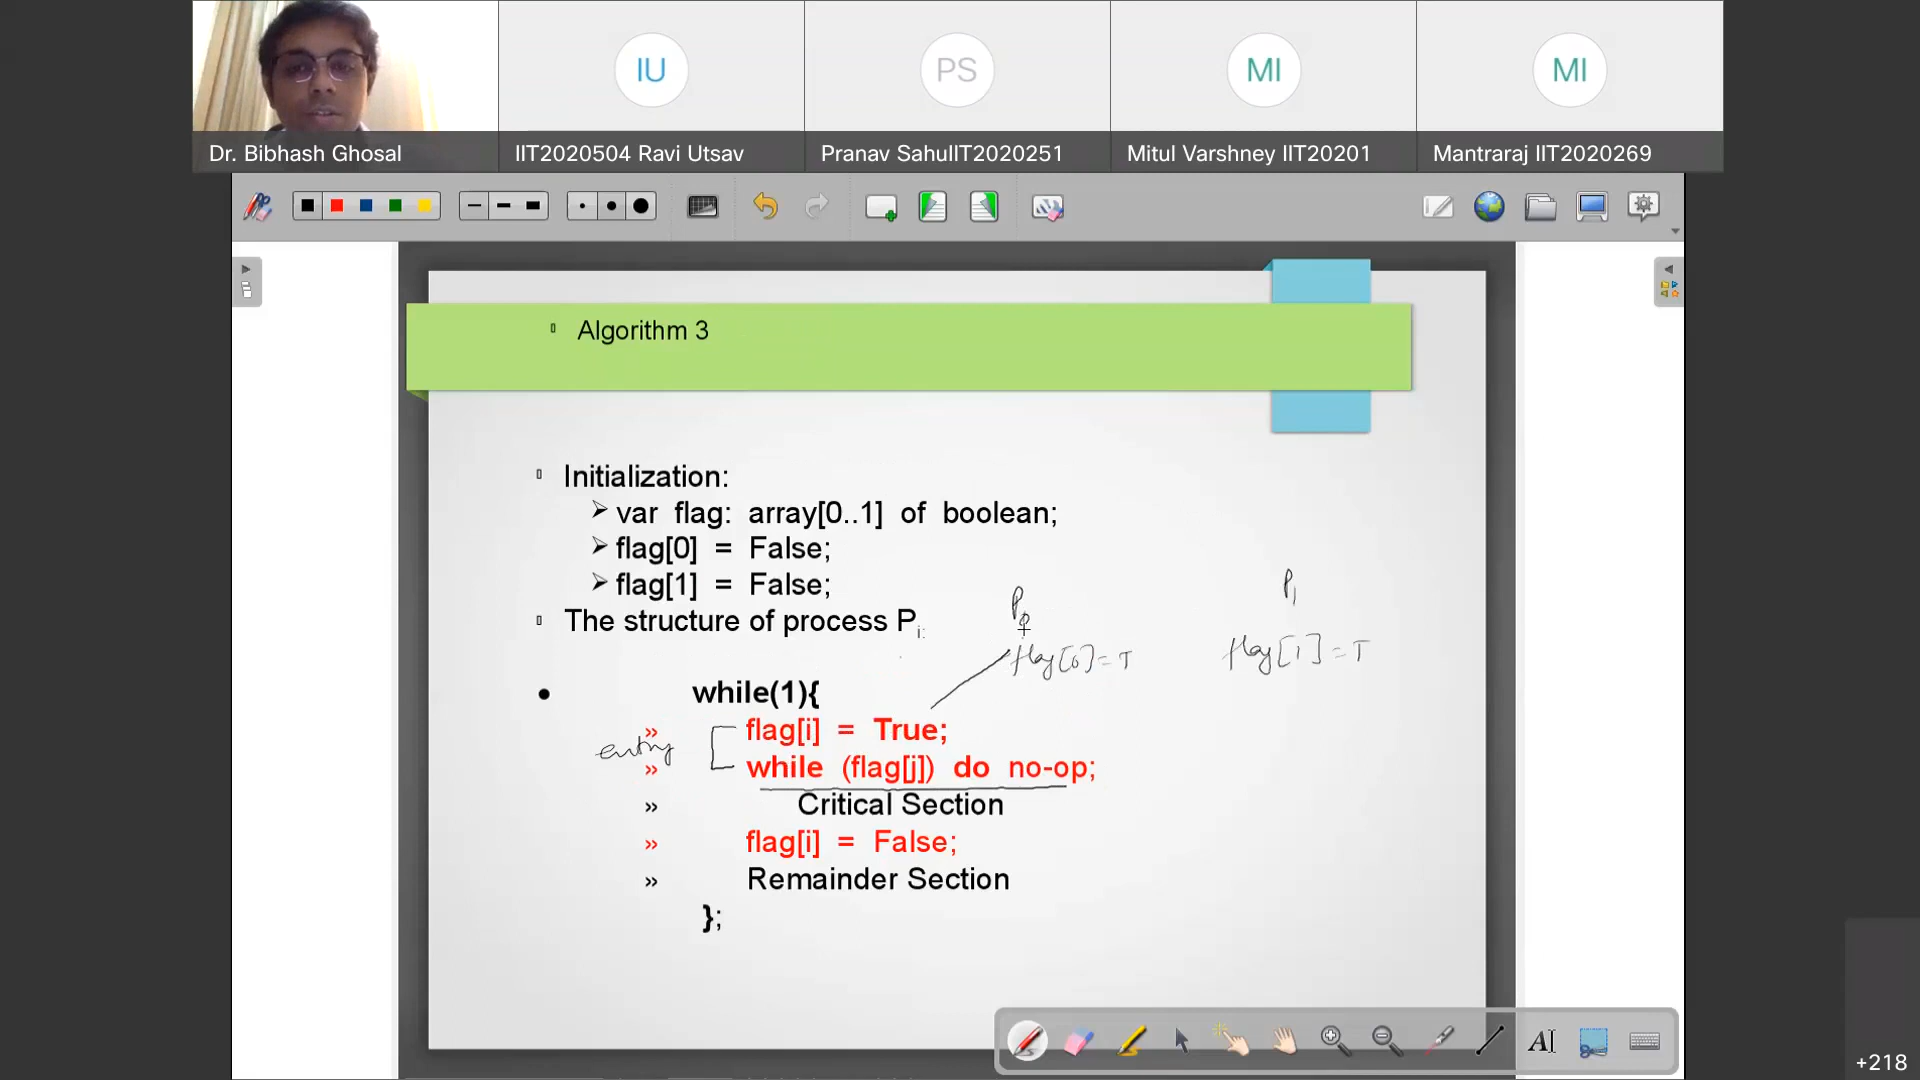 IU
PS
MI
MI
Dr. Bibhash Ghosal
IIT2020504 Ravi Utsav
Pranav SahuIIT2020251
Mitul Varshney IIT20201
Mantraraj IIT2020269
Algorithm 3
Initialization:
var flag: array[0..1] of boolean;
flag[0] = False;
flag[1] = False;
The structure of process Pi:
P0
P1
flag[0]=T
flag[1]=T
while(1){
flag[i] = True;
entry
while (flag[j]) do no-op;
Critical Section
flag[i] = False;
Remainder Section
};
AI
+218